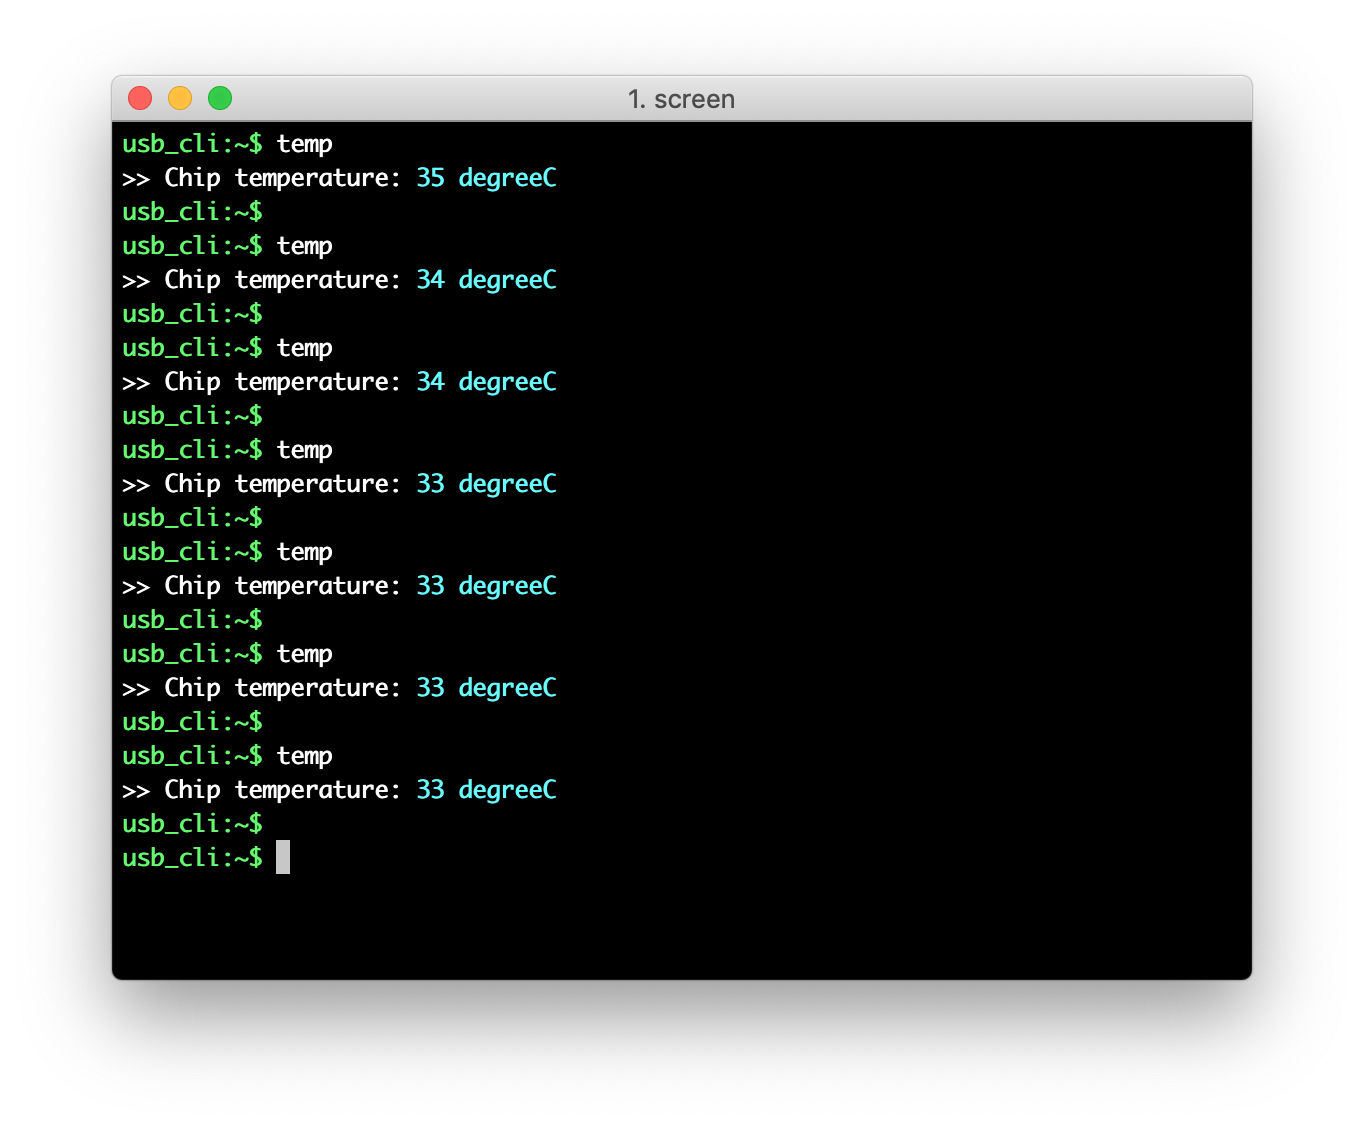 1. screen
usb_cli:~$ temp
>> Chip temperature: 35 degreeC
usb_cli:~$
usb_cli:~$ temp
>> Chip temperature: 34 degreeC
usb_cli:~$
usb_cli:~$ temp
>> Chip temperature: 34 degreeC
usb_cli:~$
usb_cli:~$ temp
>> Chip temperature: 33 degreeC
usb_cli:~$
usb_cli:~$ temp
>> Chip temperature: 33 degreeC
usb_cli:~$
usb_cli:~$ temp
>> Chip temperature: 33 degreeC
usb_cli:~$
usb_cli:~$ temp
>> Chip temperature: 33 degreeC
usb_cli:~$
usb_cli:~$